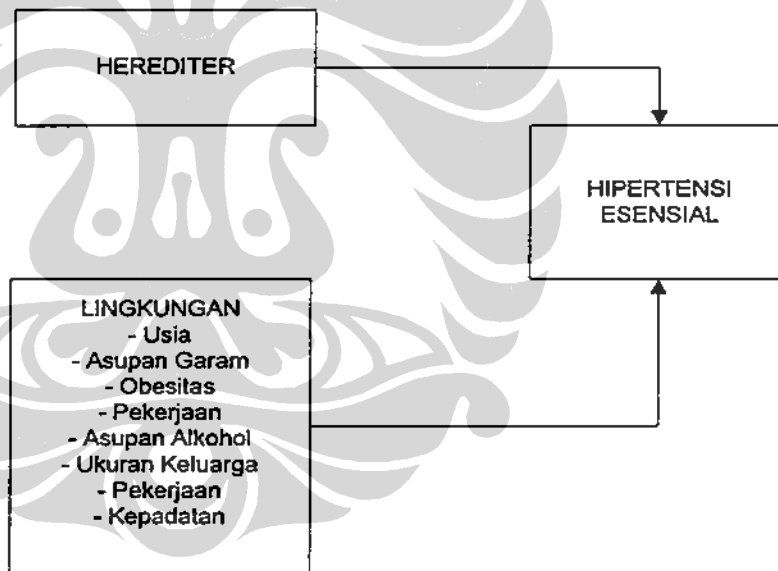 HEREDITER
HIPERTENSI
ESENSIAL
LINGKUNGAN
- Usia
- Asupan Garam
- Obesitas
- Pekerjaan
- Asupan Alkohol
- Ukuran Keluarga
- Pekerjaan
- Kepadatan